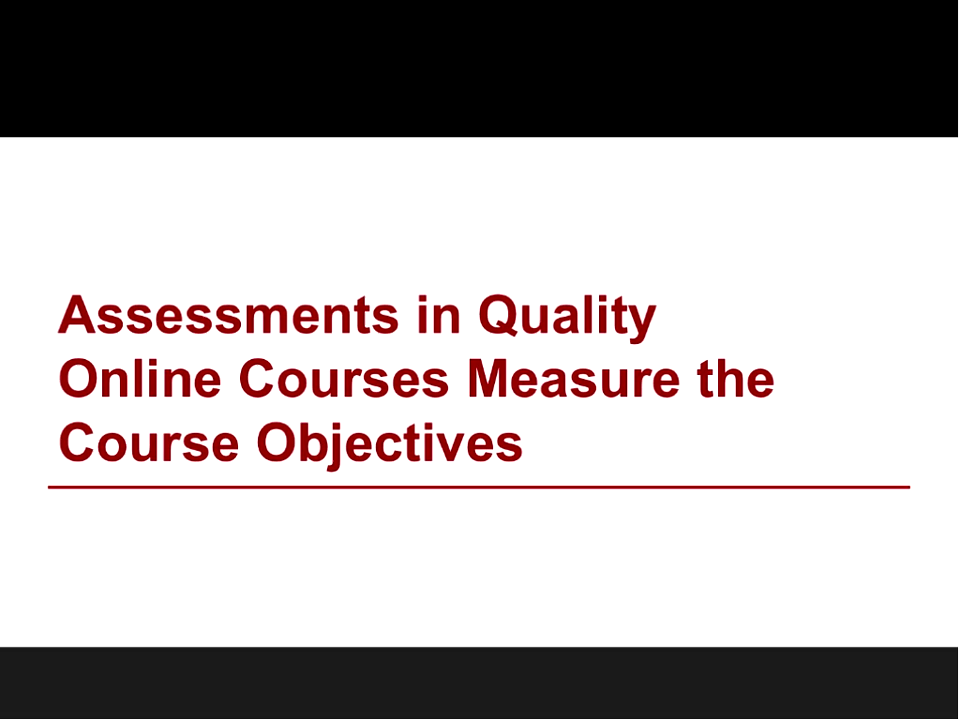 Assessments in Quality
Online Courses Measure the
Course Objectives